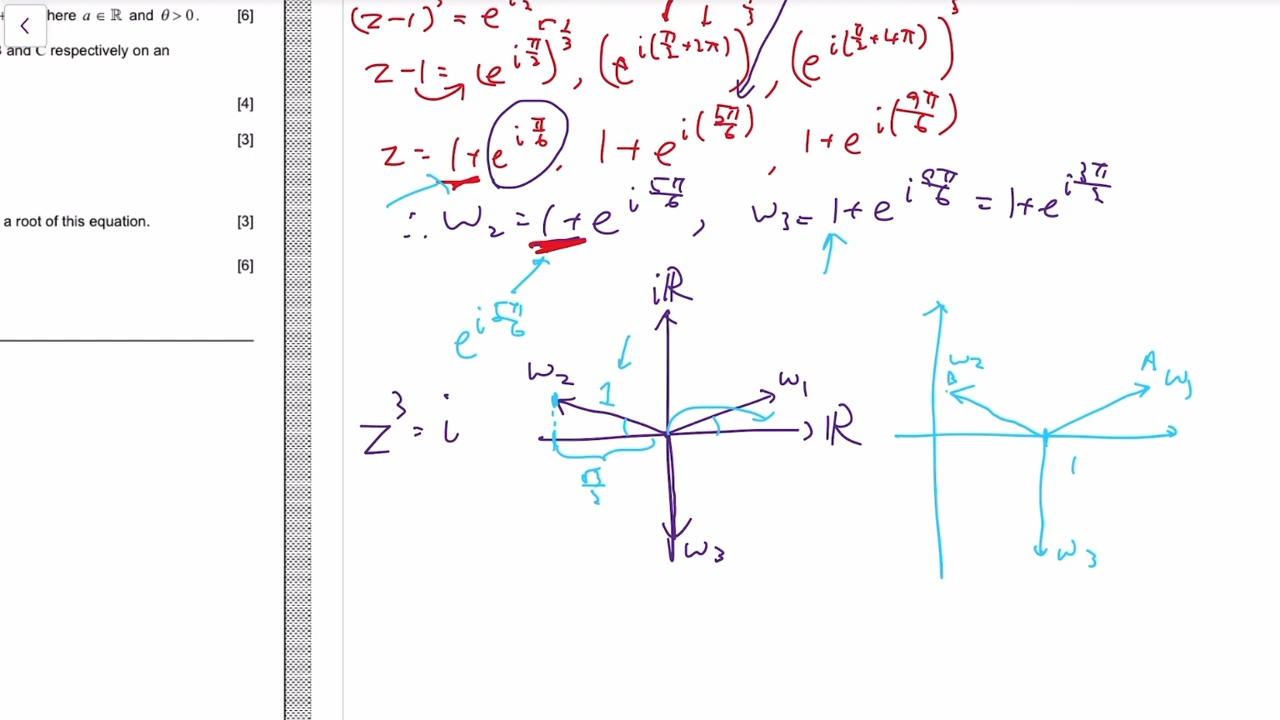 here a ∈ ℝ and θ > 0. [6]
and C respectively on an
[4]
[3]
a root of this equation. [3]
[6]
z - 1 = (e^{iπ/2})^{1/3}, (e^{i(π/2+2π)})^{1/3}, (e^{i(π/2+4π)})^{1/3}
z = 1 + e^{iπ/6}, 1 + e^{i(5π/6)}, 1 + e^{i(9π/6)}
∴ w₂ = 1 + e^{i5π/6}, w₃ = 1 + e^{i9π/6} = 1 + e^{i3π/2}
e^{i5π/6}
iℝ
w₂ 1 w₁
w₂ B A w₁
z³ = i
ℝ
1
w₃
w₃